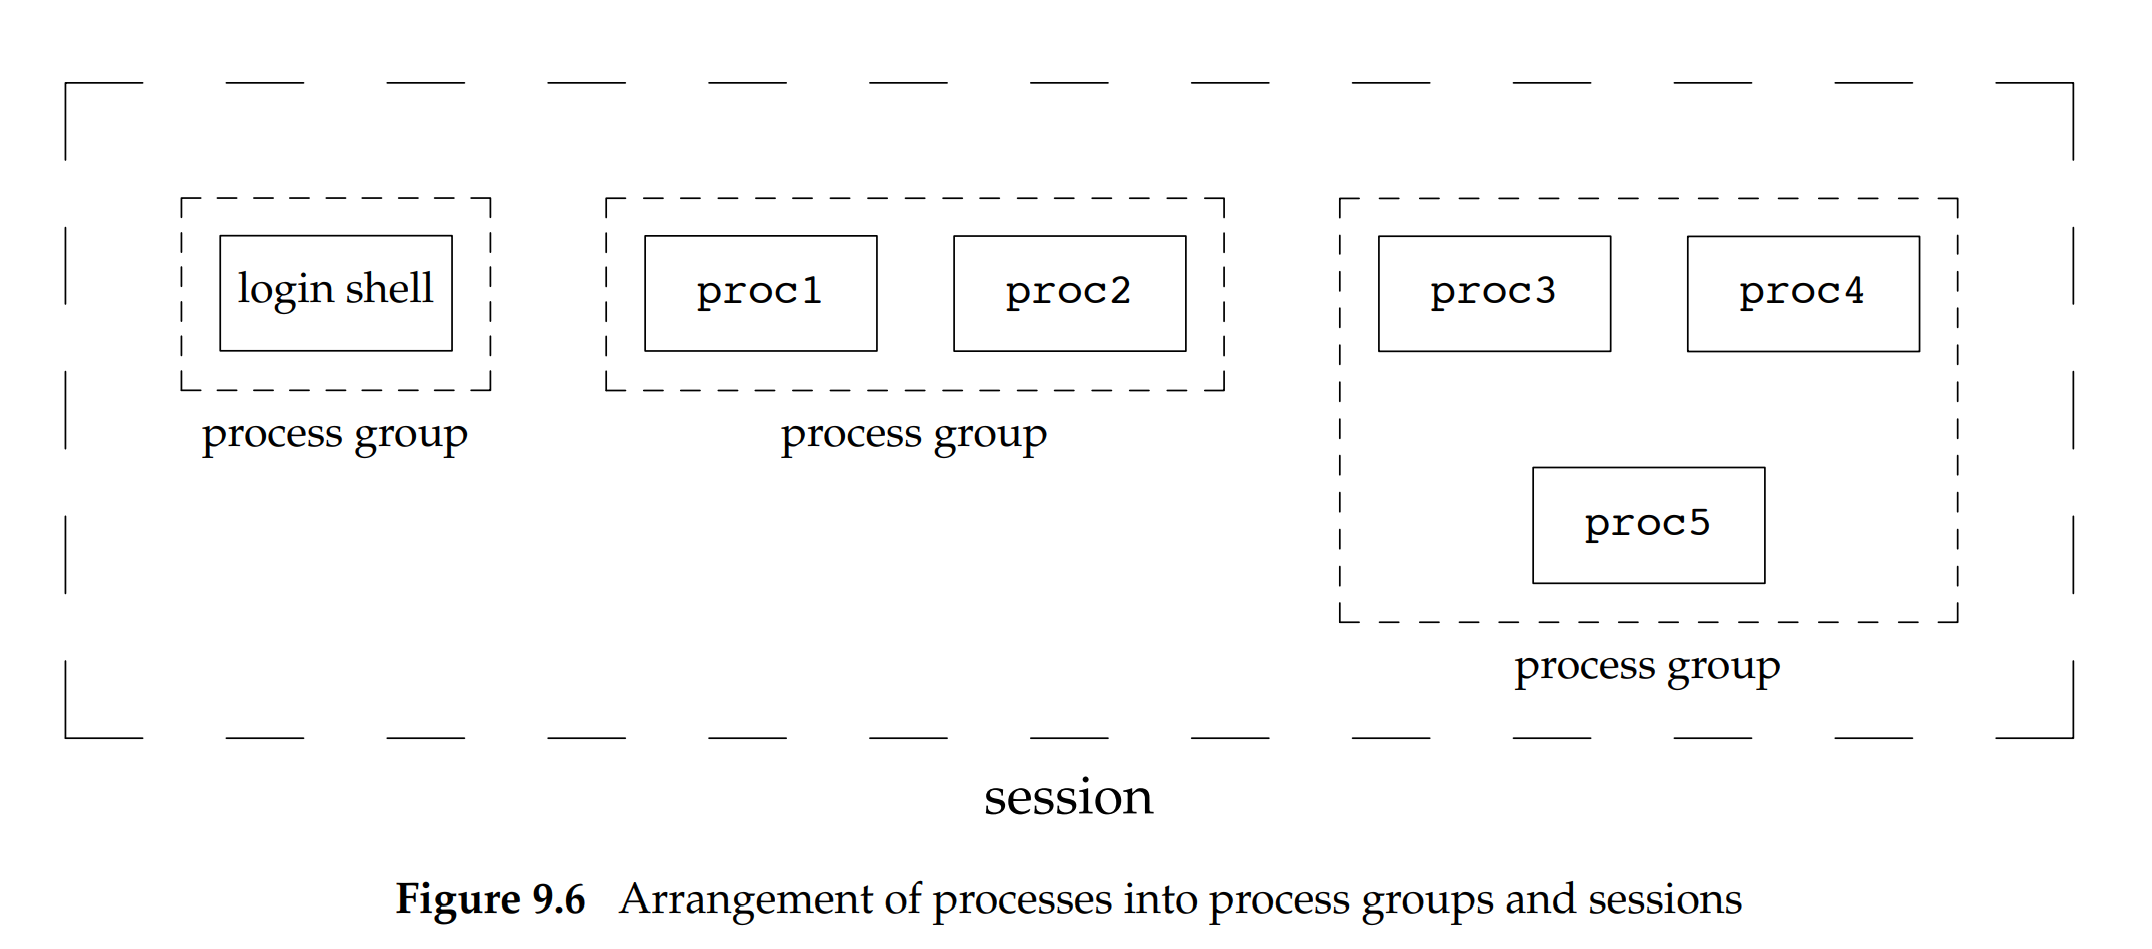 login shell
proc1
proc2
process group
process group
proc3
proc4
proc5
process group
session
Figure 9.6 Arrangement of processes into process groups and sessions